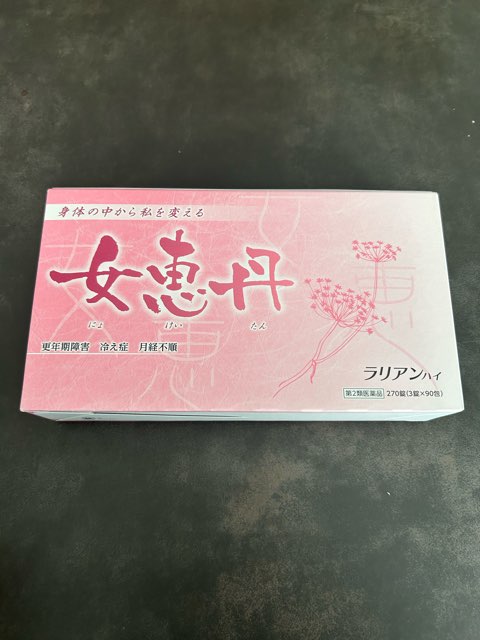 身体の中から私を変える
女恵丹
にょ けい たん
更年期障害 冷え症 月経不順
ラリアンハイ
第2類医薬品 270錠(3錠×90包)